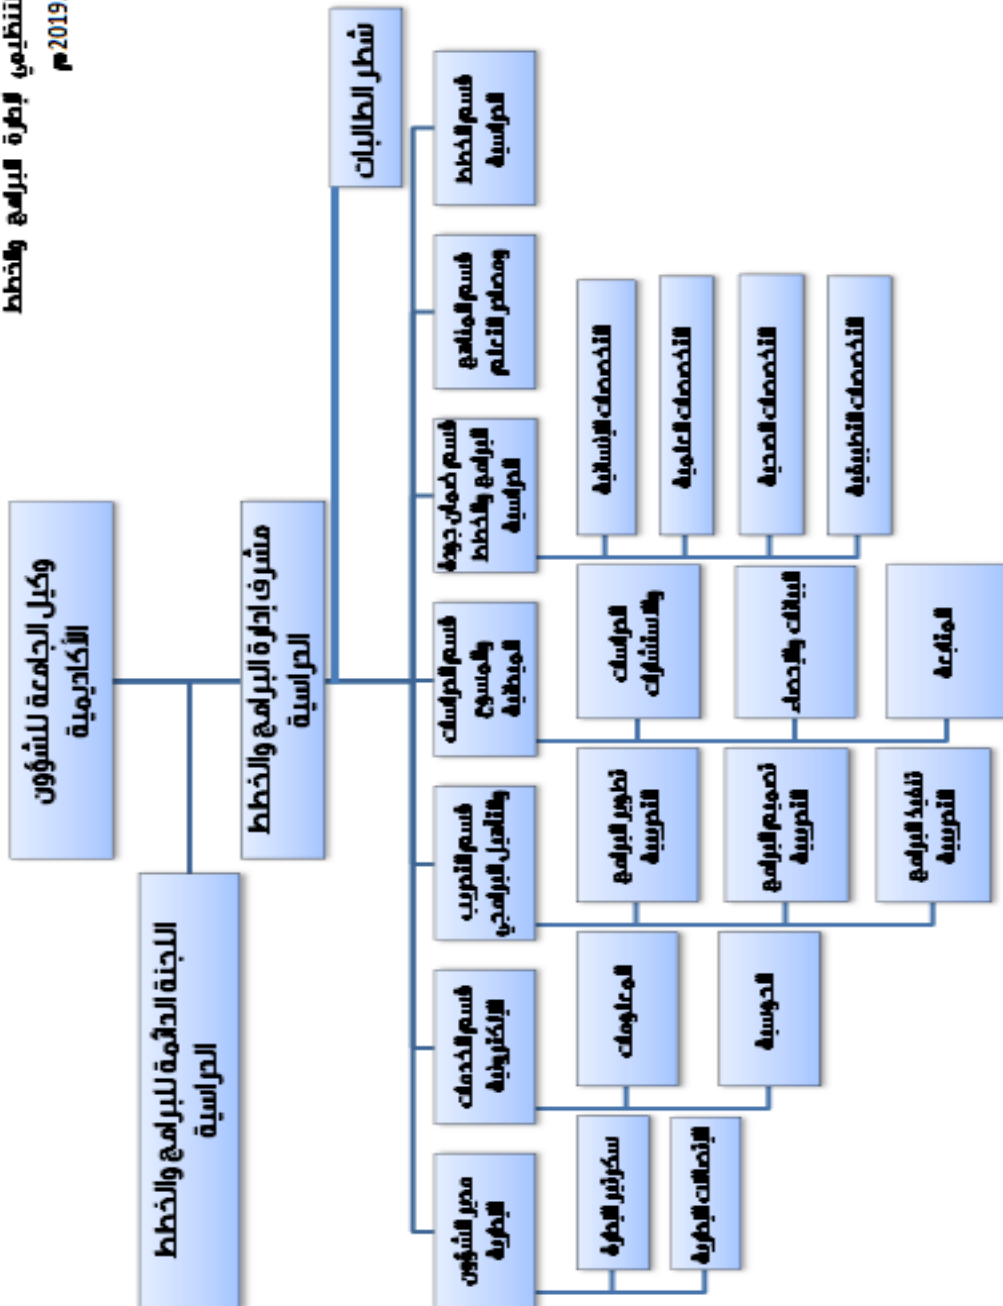 تنظيمي لإدارة البرامج والخطط
2019م
وكيل الجامعة للشؤون
الأكاديمية
اللجنة الدائمة للبرامج والخطط
الدراسية
مشرف إدارة البرامج والخطط
الدراسية
شطر الطالبات
قسم الخطط
الدراسية
قسم المناهج
ومصادر التعلم
قسم ضمان جودة
البرامج والخطط
الدراسية
التخصصات الإنسانية
التخصصات العلمية
التخصصات الصحية
التخصصات التطبيقية
قسم الدراسات
والمسوح
الميدانية
الدراسات
والاستشارات
البيانات والإحصاء
المتابعة
قسم التدريب
والتأهيل البرامجي
تطوير البرامج
التدريبية
تصميم البرامج
التدريبية
تنفيذ البرامج
التدريبية
قسم الخدمات
الإلكترونية
المعلومات
الحوسبة
مدير الشؤون
الإدارية
سكرتير الإدارة
الإتصالات الإدارية